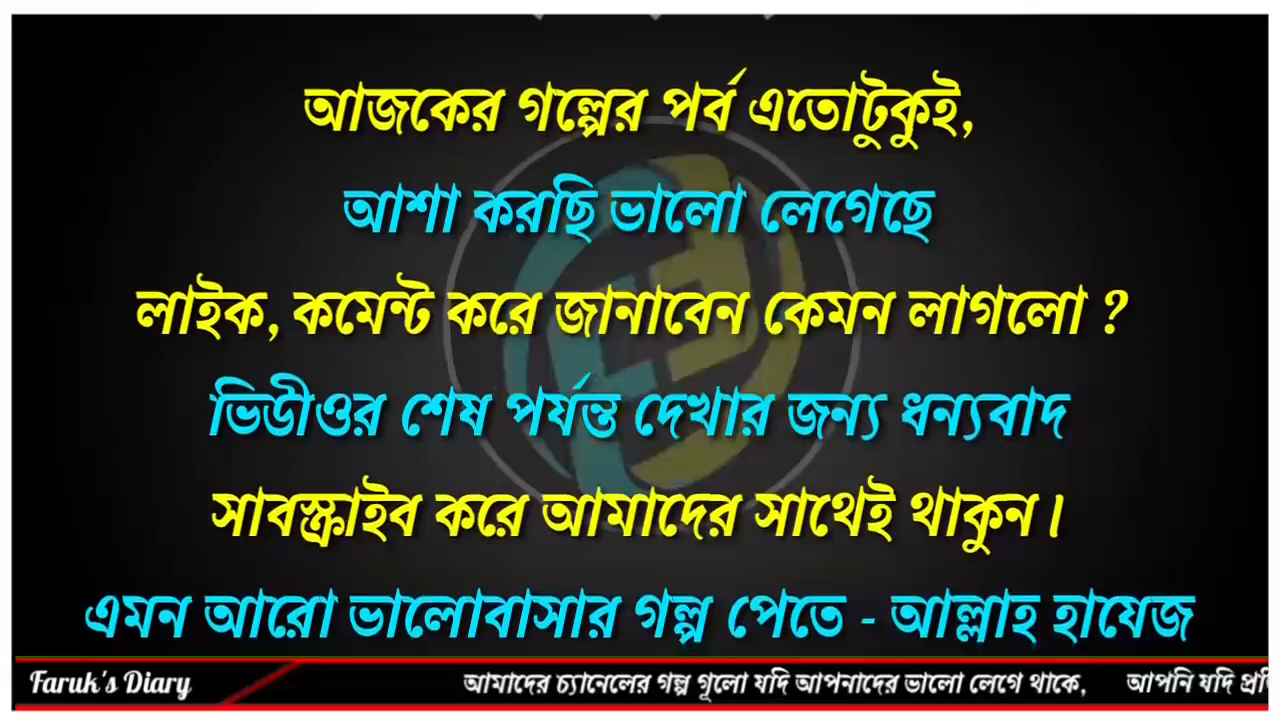 আজকের গল্পের পর্ব এতোটুকুই,
আশা করছি ভালো লেগেছে
লাইক, কমেন্ট করে জানাবেন কেমন লাগলো ?
ভিডীওর শেষ পর্যন্ত দেখার জন্য ধন্যবাদ
সাবস্ক্রাইব করে আমাদের সাথেই থাকুন।
এমন আরো ভালোবাসার গল্প পেতে - আল্লাহ হাযেজ
Faruk's Diary আমাদের চ্যানেলের গল্প গূলো যদি আপনাদের ভালো লেগে থাকে, আপনি যদি